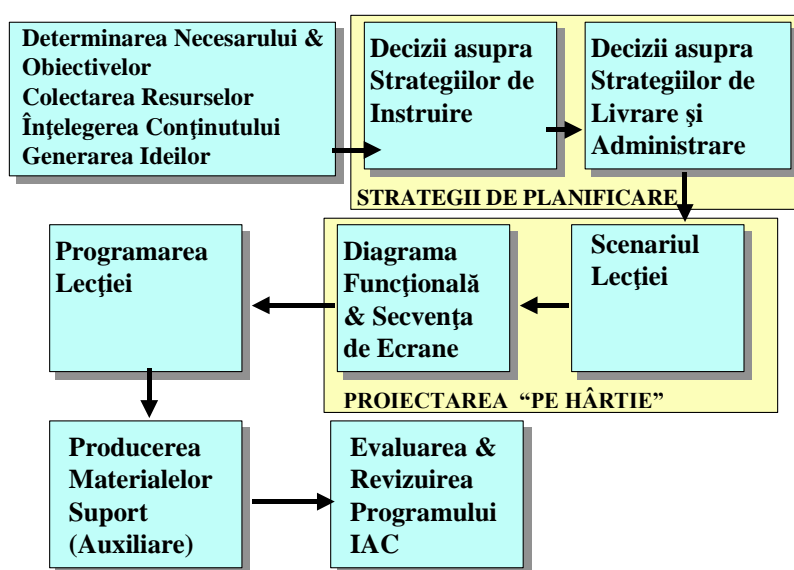 Determinarea Necesarului &
Obiectivelor
Colectarea Resurselor
Înţelegerea Conţinutului
Generarea Ideilor
Decizii asupra
Strategiilor de
Instruire
Decizii asupra
Strategiilor de
Livrare şi
Administrare
STRATEGII DE PLANIFICARE
Scenariul
Lecţiei
Diagrama
Funcţională
& Secvenţa
de Ecrane
PROIECTAREA “PE HÂRTIE”
Programarea
Lecţiei
Producerea
Materialelor
Suport
(Auxiliare)
Evaluarea &
Revizuirea
Programului
IAC